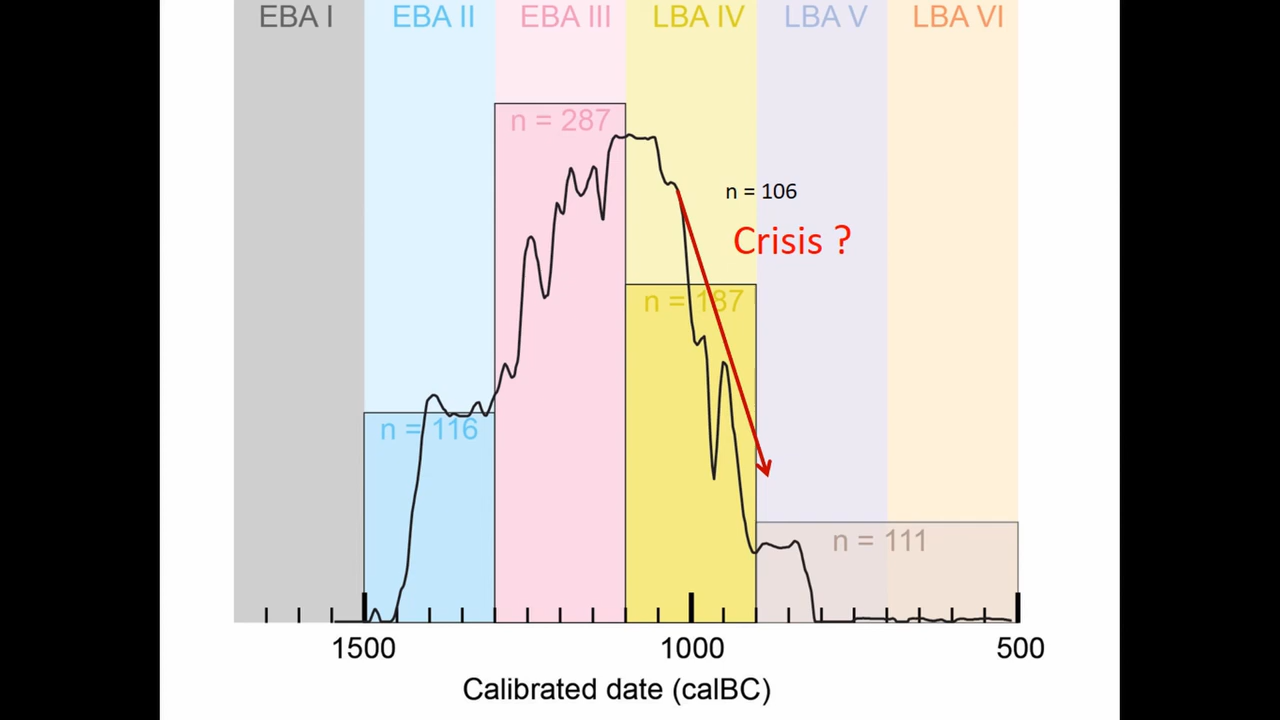 EBA I EBA II EBA III LBA IV LBA V LBA VI
n = 287
n = 106
Crisis ?
n = 187
n = 116
n = 111
1500 1000 500
Calibrated date (calBC)